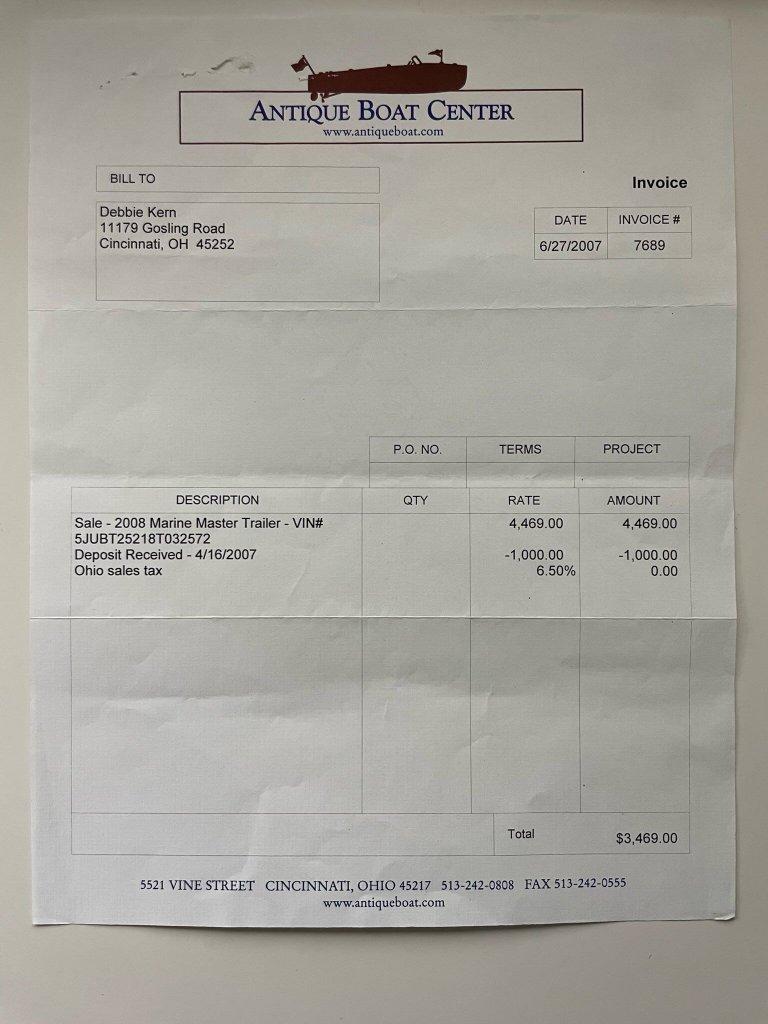 ANTIQUE BOAT CENTER
www.antiqueboat.com
BILL TO
Invoice
Debbie Kern
11179 Gosling Road
Cincinnati, OH 45252
DATE INVOICE #
6/27/2007 7689
P.O. NO. TERMS PROJECT
DESCRIPTION QTY RATE AMOUNT
Sale - 2008 Marine Master Trailer - VIN# 4,469.00 4,469.00
5JUBT25218T032572
Deposit Received - 4/16/2007 -1,000.00 -1,000.00
Ohio sales tax 6.50% 0.00
Total $3,469.00
5521 VINE STREET CINCINNATI, OHIO 45217 513-242-0808 FAX 513-242-0555
www.antiqueboat.com